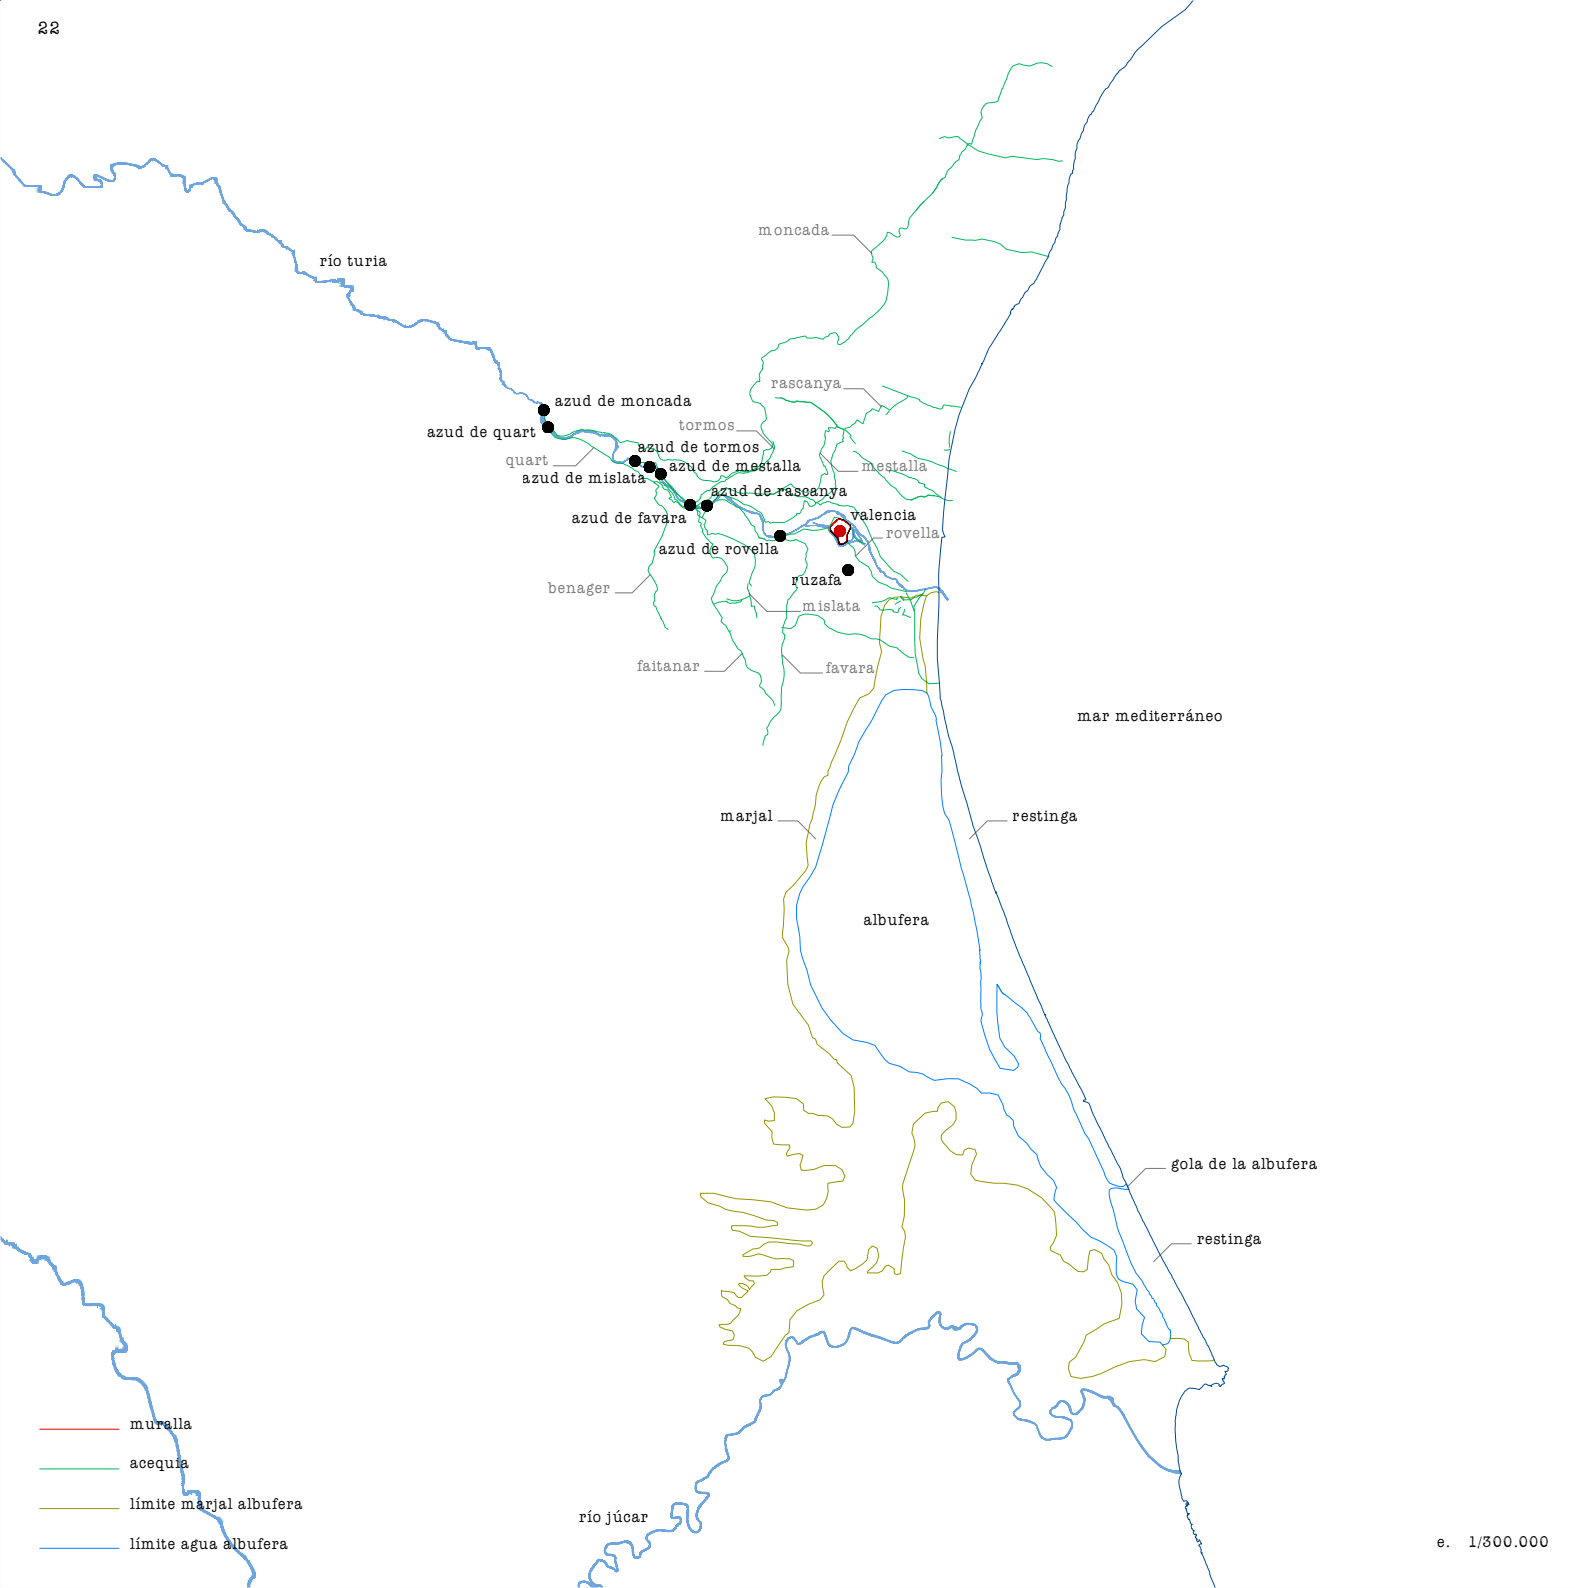 22
moncada
río turia
rascanya
azud de moncada
tormos
azud de quart
azud de tormos
quart
azud de mestalla
mestalla
azud de mislata
azud de rascanya
azud de favara
valencia
rovella
azud de rovella
ruzafa
benager
mislata
faitanar
favara
mar mediterráneo
marjal
restinga
albufera
gola de la albufera
restinga
muralla
acequia
límite marjal albufera
límite agua albufera
río júcar
e. 1/300.000